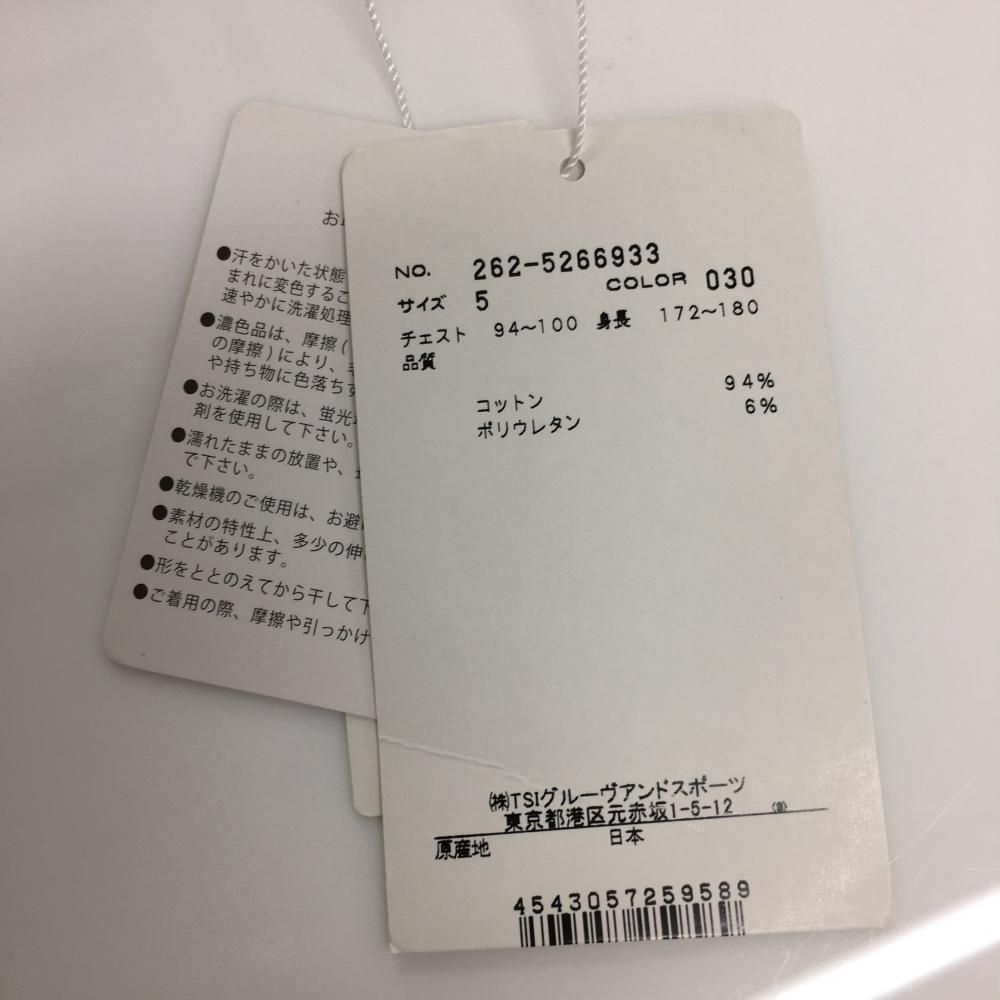 お
●汗をかいた状態
まれに変色するこ
速やかに洗濯処理
●濃色品は、摩擦(
の摩擦)により、
や持ち物に色落ちす
●お洗濯の際は、蛍光
剤を使用して下さい。
●濡れたままの放置や、
で下さい。
●乾燥機のご使用は、お避
●素材の特性上、多少の伸
ことがあります。
●形をととのえてから干して下
●ご着用の際、摩擦や引っかけ
NO. 262-5266933
サイズ 5 COLOR 030
チェスト 94~100 身長 172~180
品質
コットン 94%
ポリウレタン 6%
㈱TSIグルーヴアンドスポーツ
東京都港区元赤坂1-5-12
原産地 日本
4543057259589